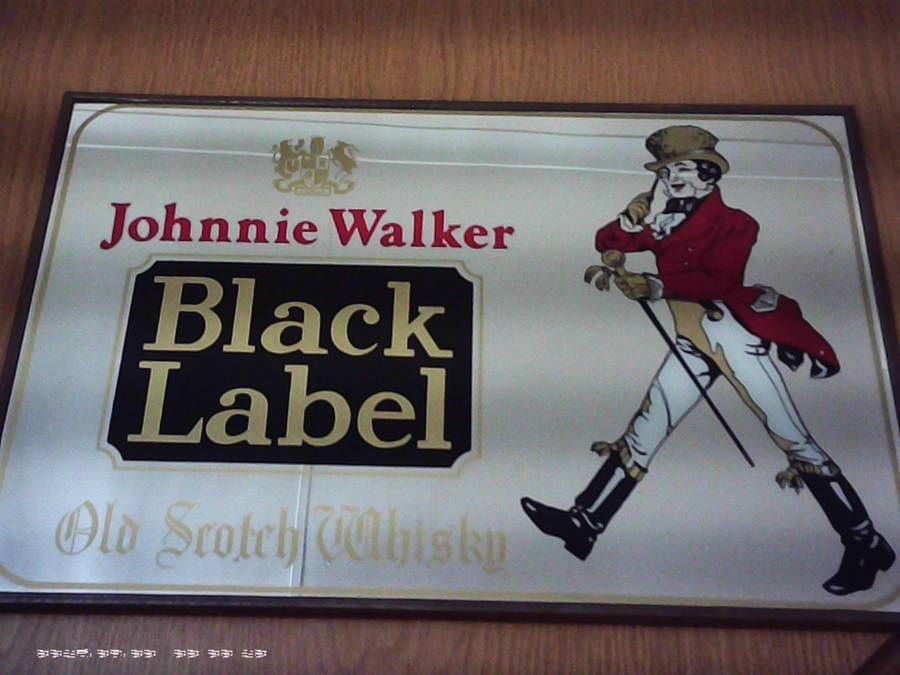 Johnnie Walker
Black
Label
Old Scotch Whisky